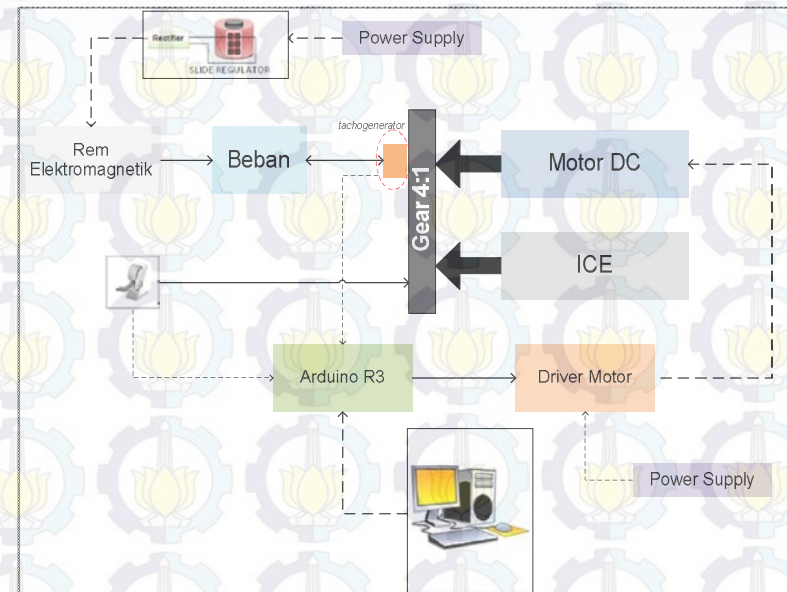 Power Supply
Rectifier
SLIDE REGULATOR
tachogenerator
Rem
Elektromagnetik
Beban
Gear 4:1
Motor DC
ICE
Arduino R3
Driver Motor
Power Supply